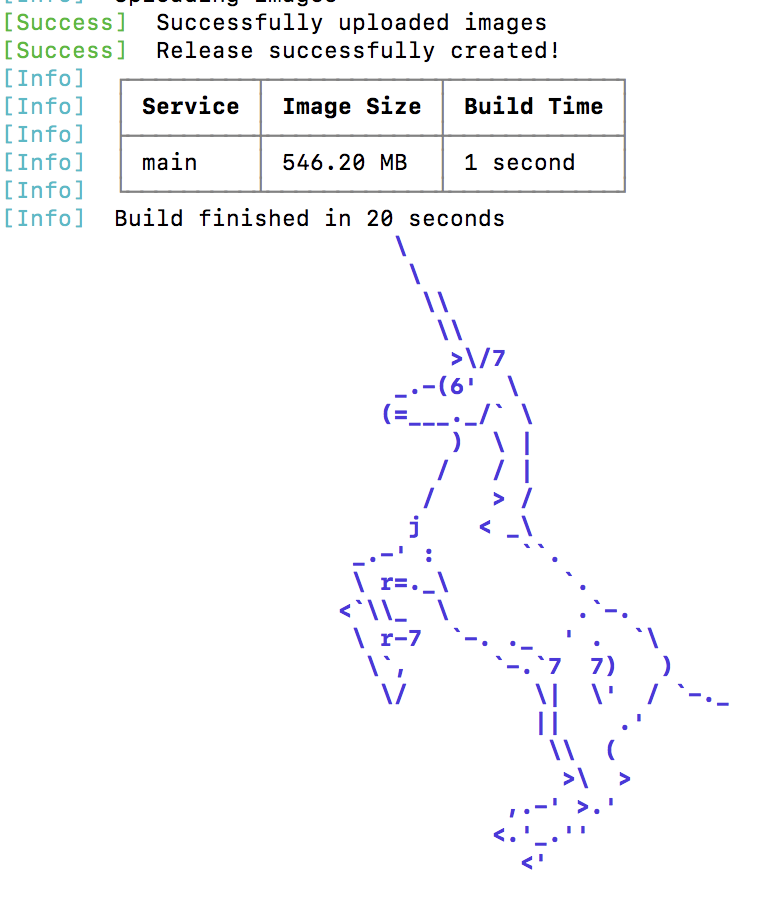 [Info] Uploading images
[Success] Successfully uploaded images
[Success] Release successfully created!
[Info]
[Info] Service Image Size Build Time
[Info]
[Info] main 546.20 MB 1 second
[Info]
[Info] Build finished in 20 seconds